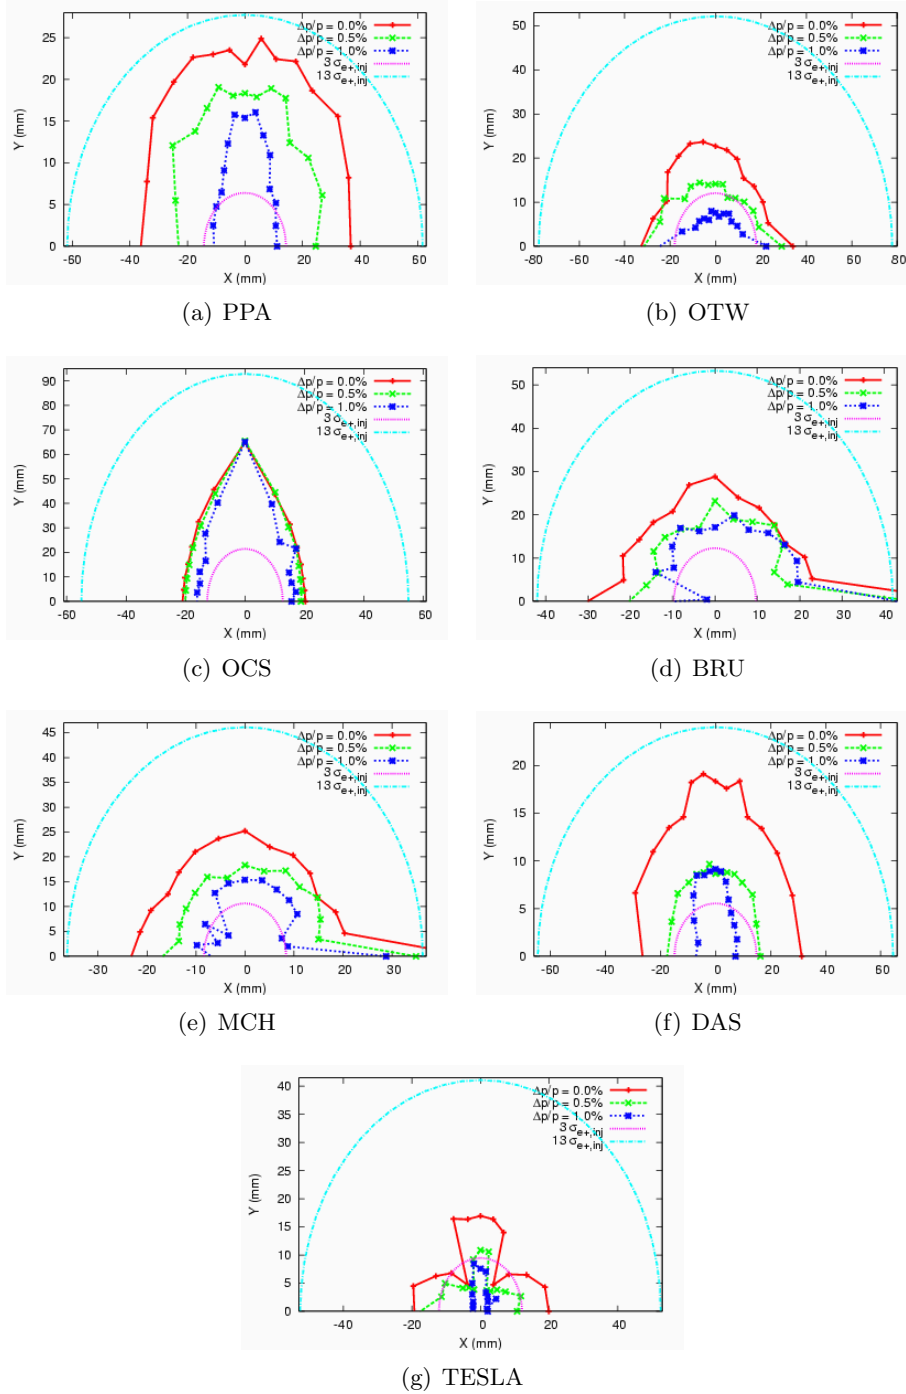 Δp/p = 0.0%
Δp/p = 0.5%
Δp/p = 1.0%
3 σe+,inj
13 σe+,inj
Y (mm)
25
20
15
10
5
0
-60 -40 -20 0 20 40 60
X (mm)
(a) PPA
Δp/p = 0.0%
Δp/p = 0.5%
Δp/p = 1.0%
3 σe+,inj
13 σe+,inj
Y (mm)
50
40
30
20
10
0
-80 -60 -40 -20 0 20 40 60 80
X (mm)
(b) OTW
Δp/p = 0.0%
Δp/p = 0.5%
Δp/p = 1.0%
3 σe+,inj
13 σe+,inj
Y (mm)
90
80
70
60
50
40
30
20
10
0
-60 -40 -20 0 20 40 60
X (mm)
(c) OCS
Δp/p = 0.0%
Δp/p = 0.5%
Δp/p = 1.0%
3 σe+,inj
13 σe+,inj
Y (mm)
50
40
30
20
10
0
-40 -30 -20 -10 0 10 20 30 40
X (mm)
(d) BRU
Δp/p = 0.0%
Δp/p = 0.5%
Δp/p = 1.0%
3 σe+,inj
13 σe+,inj
Y (mm)
45
40
35
30
25
20
15
10
5
0
-30 -20 -10 0 10 20 30
X (mm)
(e) MCH
Δp/p = 0.0%
Δp/p = 0.5%
Δp/p = 1.0%
3 σe+,inj
13 σe+,inj
Y (mm)
20
15
10
5
0
-60 -40 -20 0 20 40 60
X (mm)
(f) DAS
Δp/p = 0.0%
Δp/p = 0.5%
Δp/p = 1.0%
3 σe+,inj
13 σe+,inj
Y (mm)
40
35
30
25
20
15
10
5
0
-40 -20 0 20 40
X (mm)
(g) TESLA